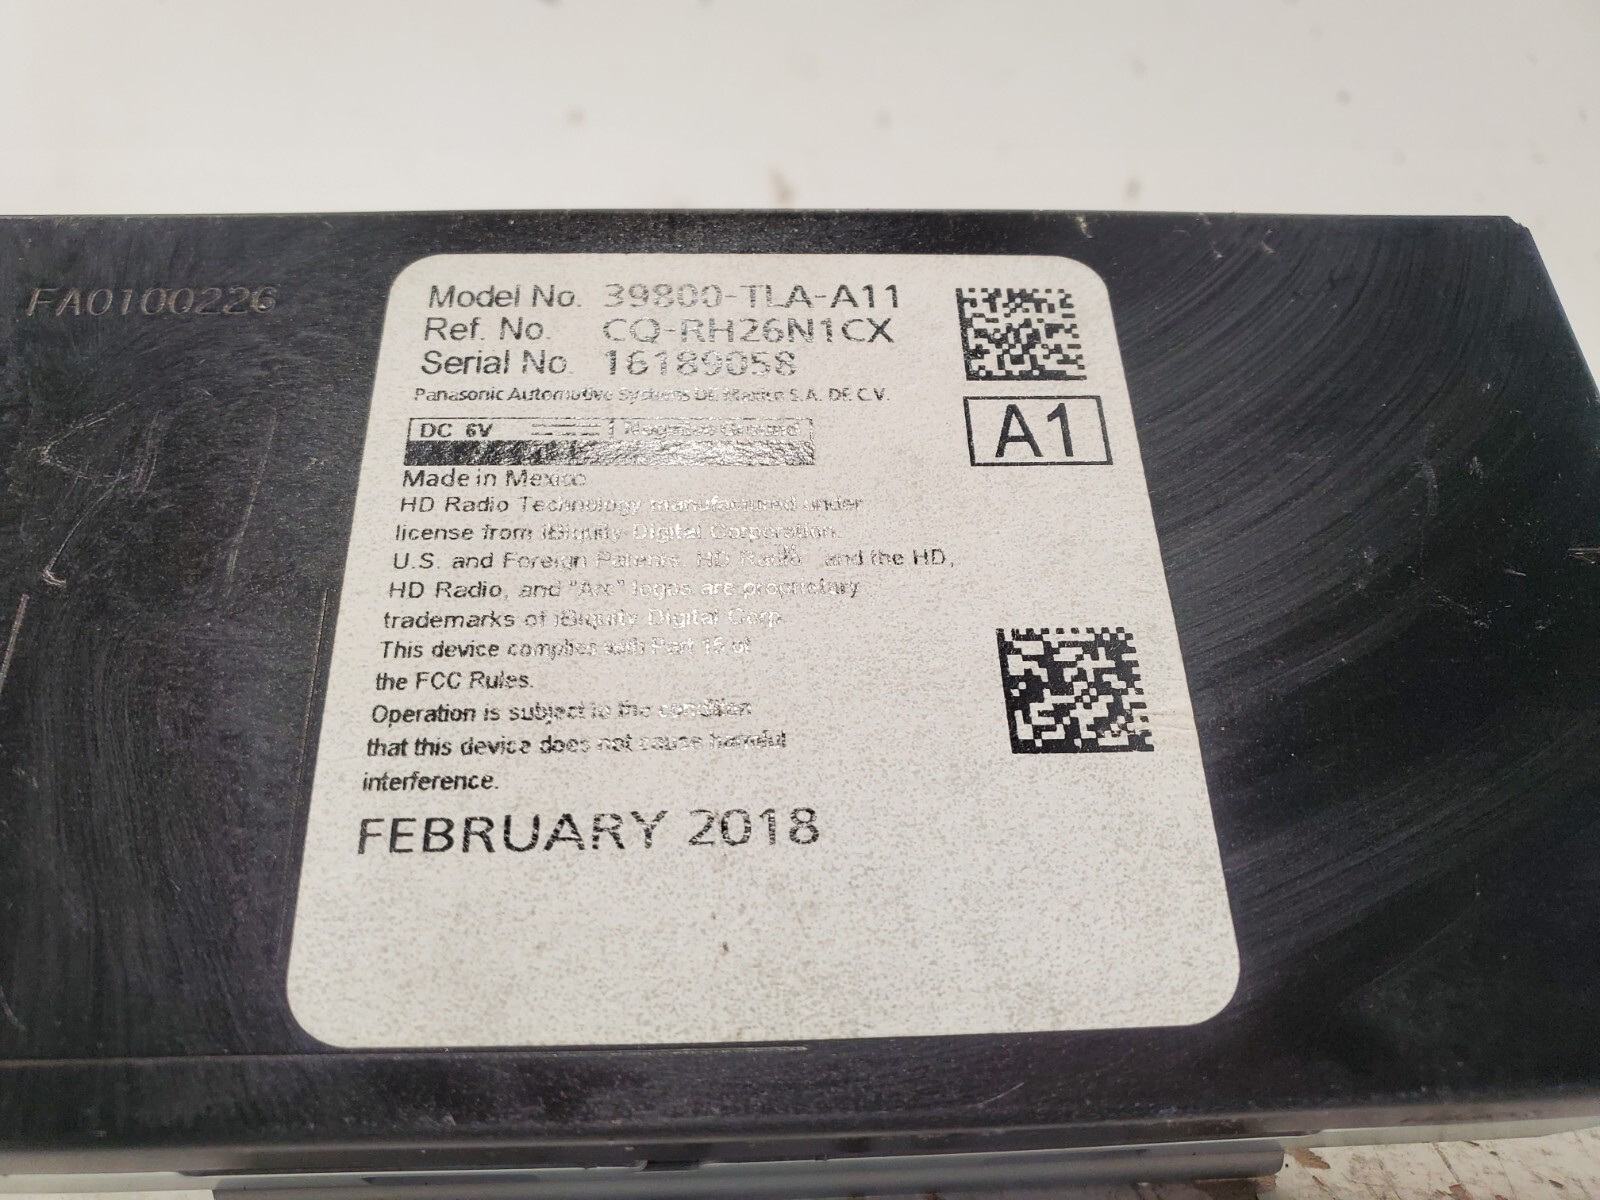 FA0100226
Model No. 39800-TLA-A11
Ref. No. CQ-RH26N1CX
Serial No. 16189058
Panasonic Automotive Systems DE Mexico S.A. DE C.V.
A1
DC 6V Negative Ground
Made in Mexico
HD Radio Technology manufactured under
license from iBiquity Digital Corporation.
U.S. and Foreign Patents. HD Radio™ and the HD,
HD Radio, and "Arc" logos are proprietary
trademarks of iBiquity Digital Corp.
This device complies with Part 15 of
the FCC Rules.
Operation is subject to the condition
that this device does not cause harmful
interference.
FEBRUARY 2018